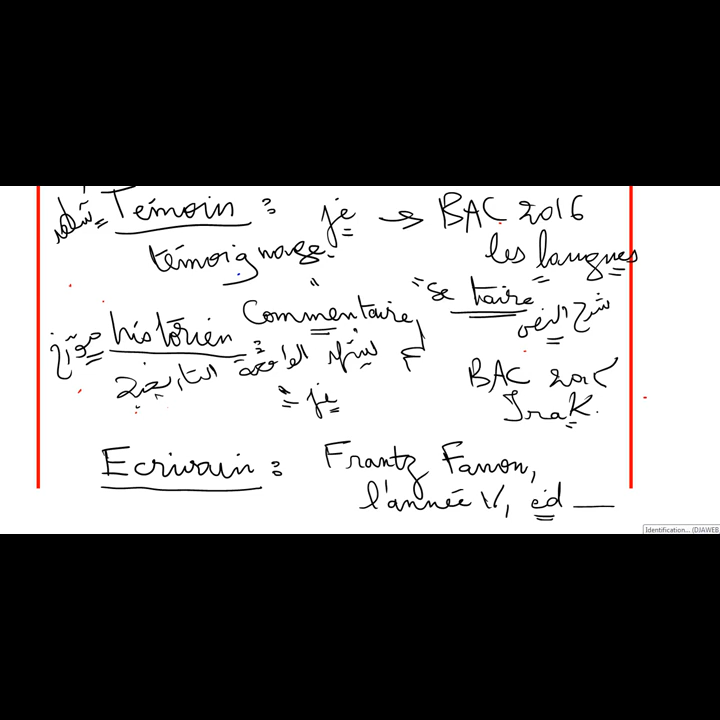 شاهد = Témoin : je → BAC 2016
témoignage. les langues
"se taire"
مؤرخ = historien : Commentaire,
الواقعة التاريخية شرح النص
= je BAC 2015
Irak.
Ecrivain : Frantz Fanon,
l'année V, éd __
Identification... (DJAWEB